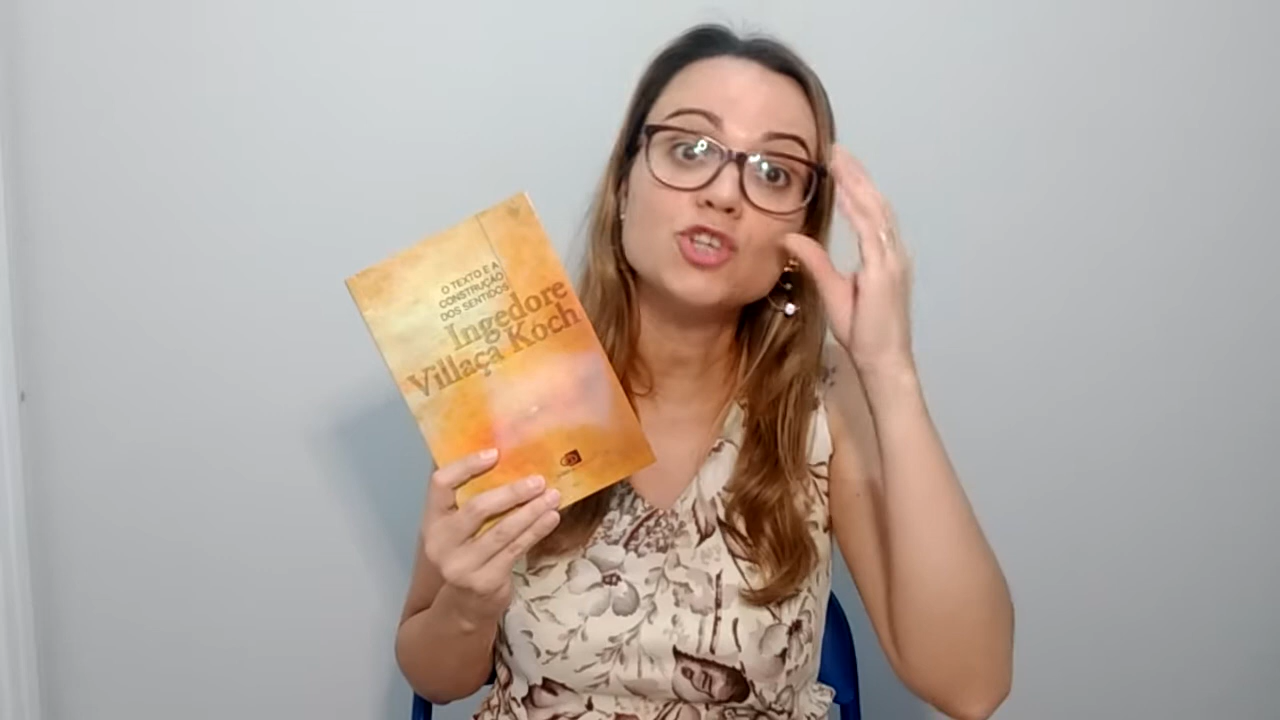 O TEXTO E A
CONSTRUÇÃO
DOS SENTIDOS
Ingedore
Villaça Koch